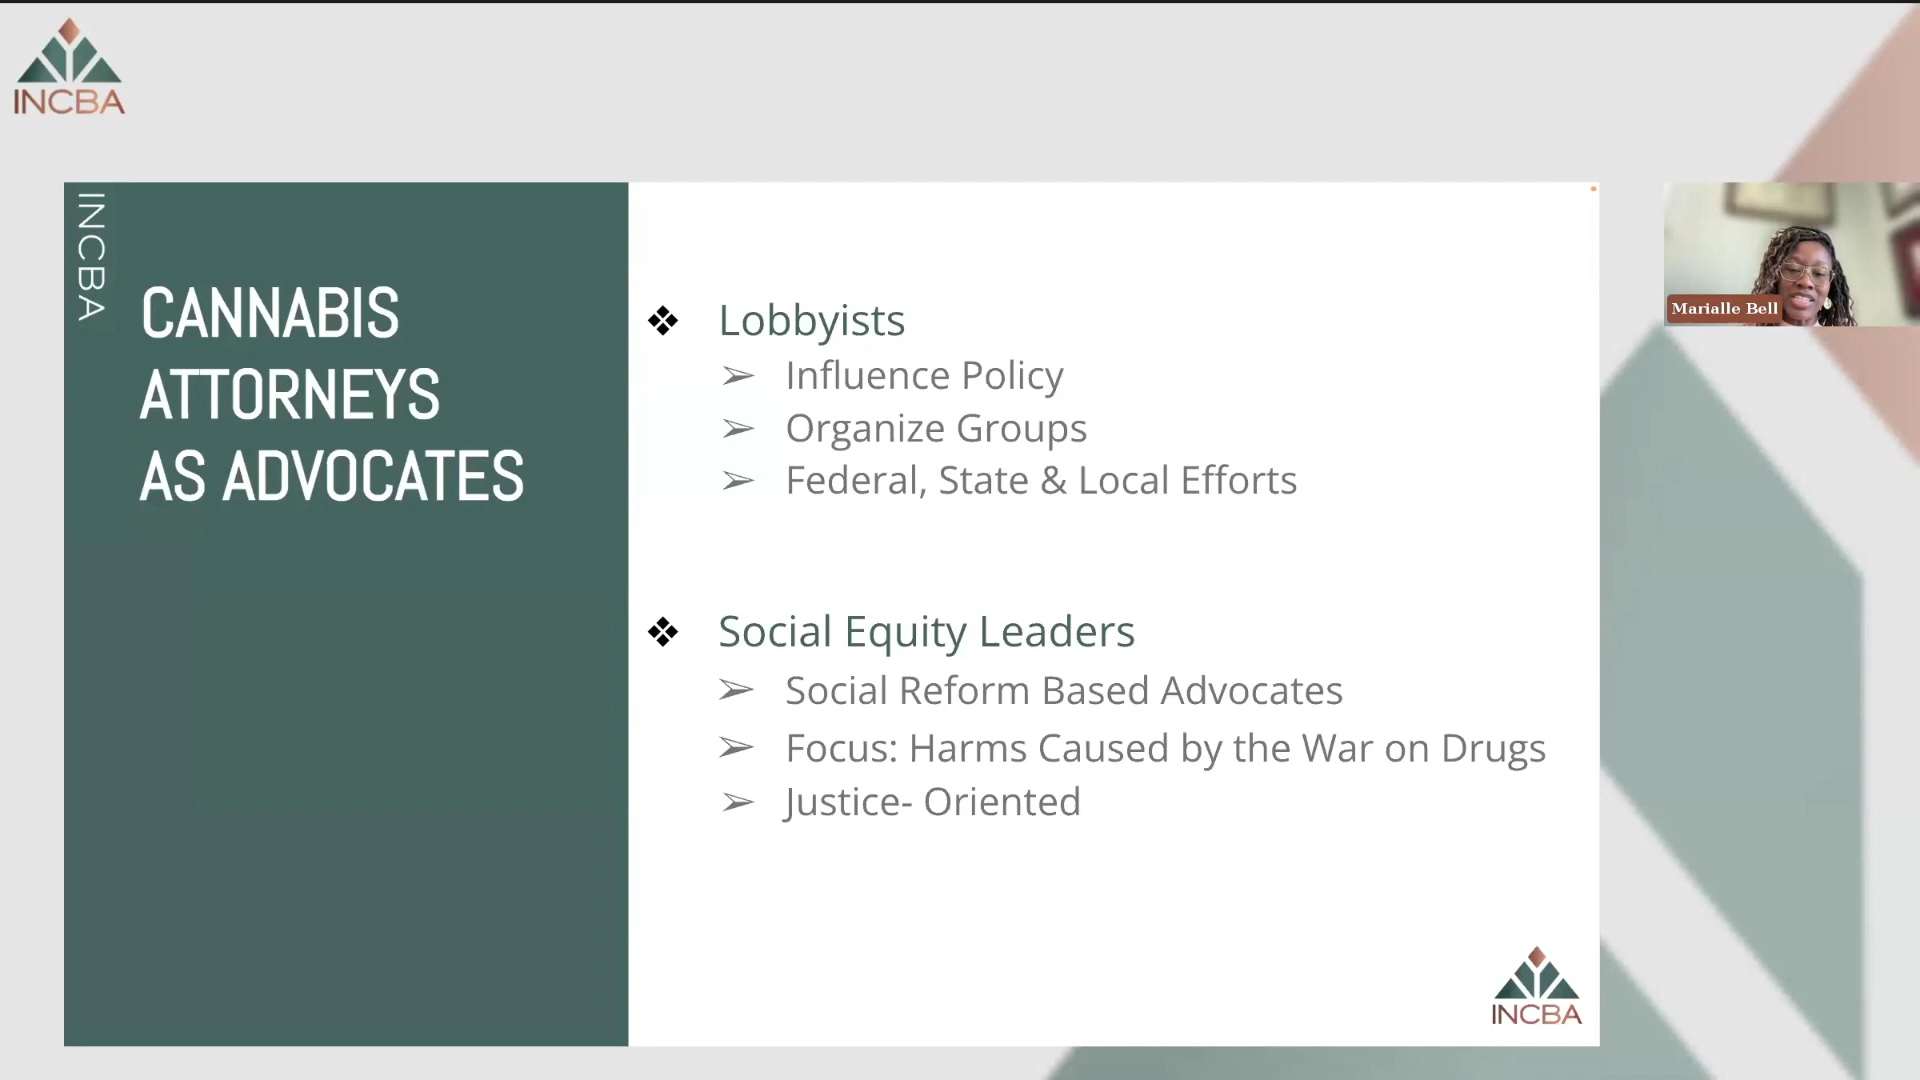 INCBA
INCBA
CANNABIS
ATTORNEYS
AS ADVOCATES
❖ Lobbyists
➢ Influence Policy
➢ Organize Groups
➢ Federal, State & Local Efforts
❖ Social Equity Leaders
➢ Social Reform Based Advocates
➢ Focus: Harms Caused by the War on Drugs
➢ Justice- Oriented
INCBA
Marialle Bell